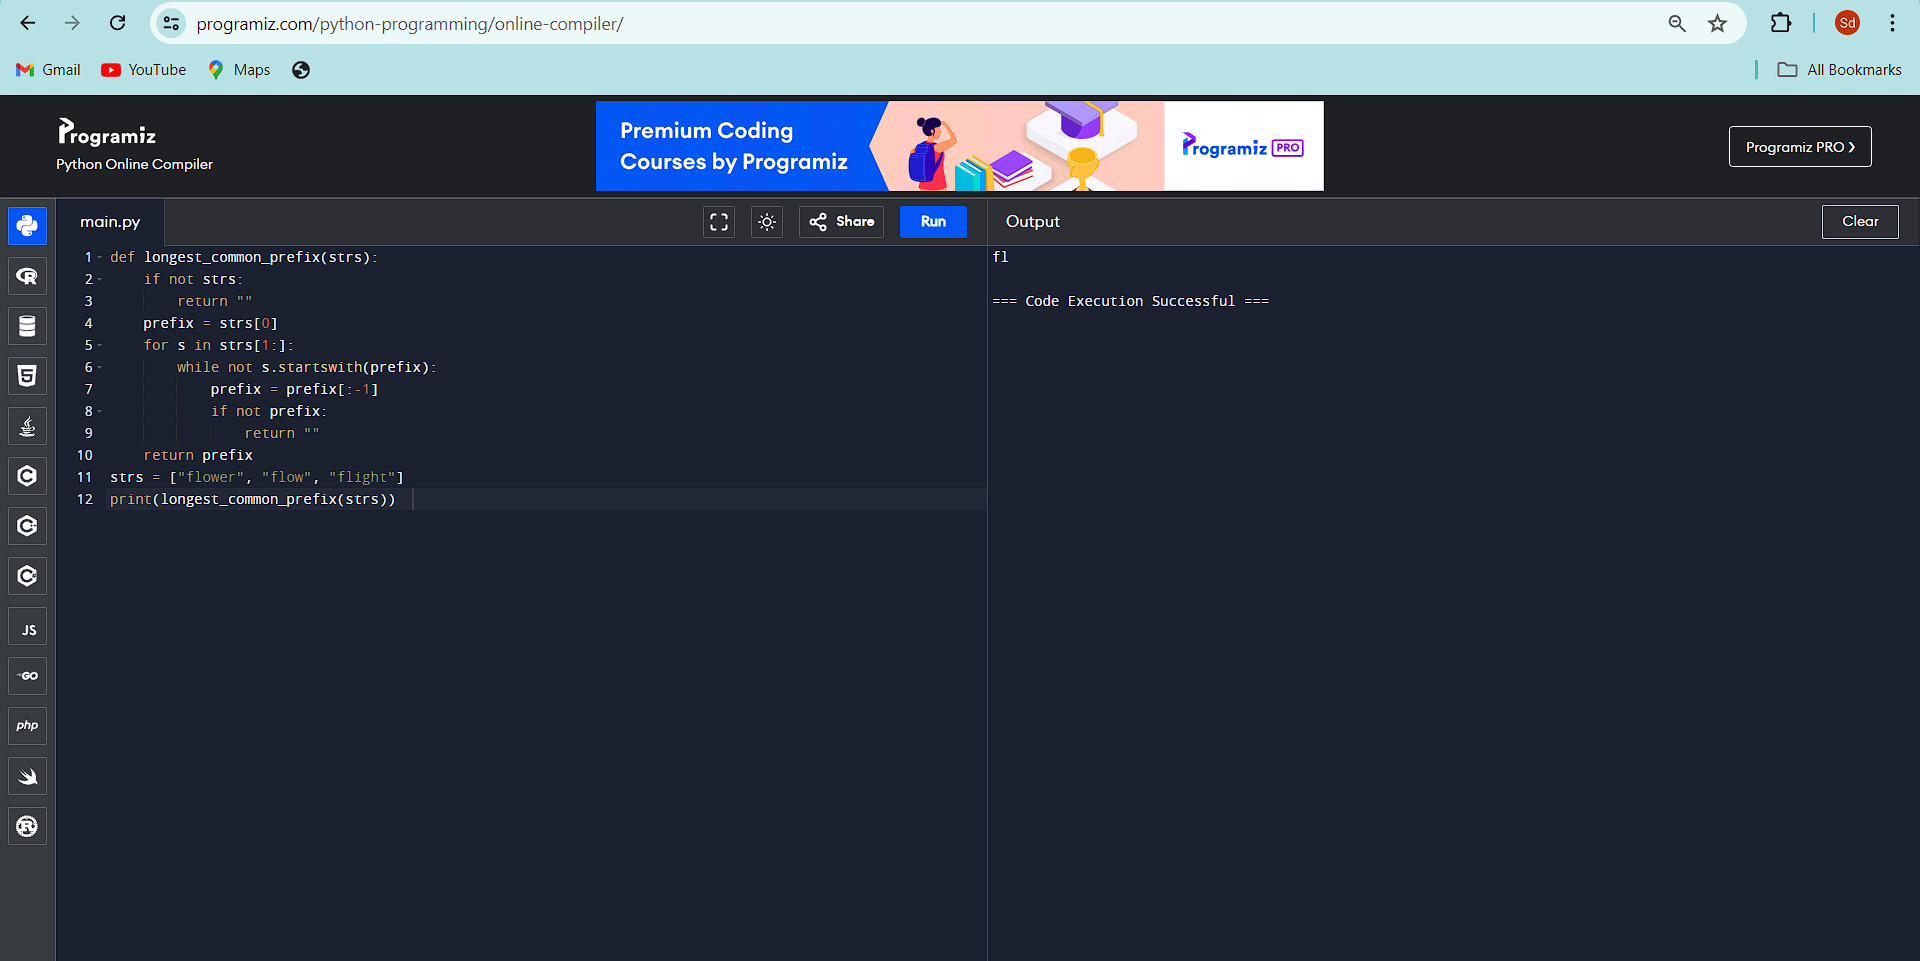 programiz.com/python-programming/online-compiler/
Sd
Gmail YouTube Maps All Bookmarks
Programiz
Python Online Compiler
Premium Coding
Courses by Programiz
Programiz PRO
Programiz PRO ❯
main.py Share Run Output Clear
1 def longest_common_prefix(strs):
2     if not strs:
3         return ""
4     prefix = strs[0]
5     for s in strs[1:]:
6         while not s.startswith(prefix):
7             prefix = prefix[:-1]
8             if not prefix:
9                 return ""
10     return prefix
11 strs = ["flower", "flow", "flight"]
12 print(longest_common_prefix(strs))
fl
=== Code Execution Successful ===
R
5
C
C
C
JS
GO
php
R